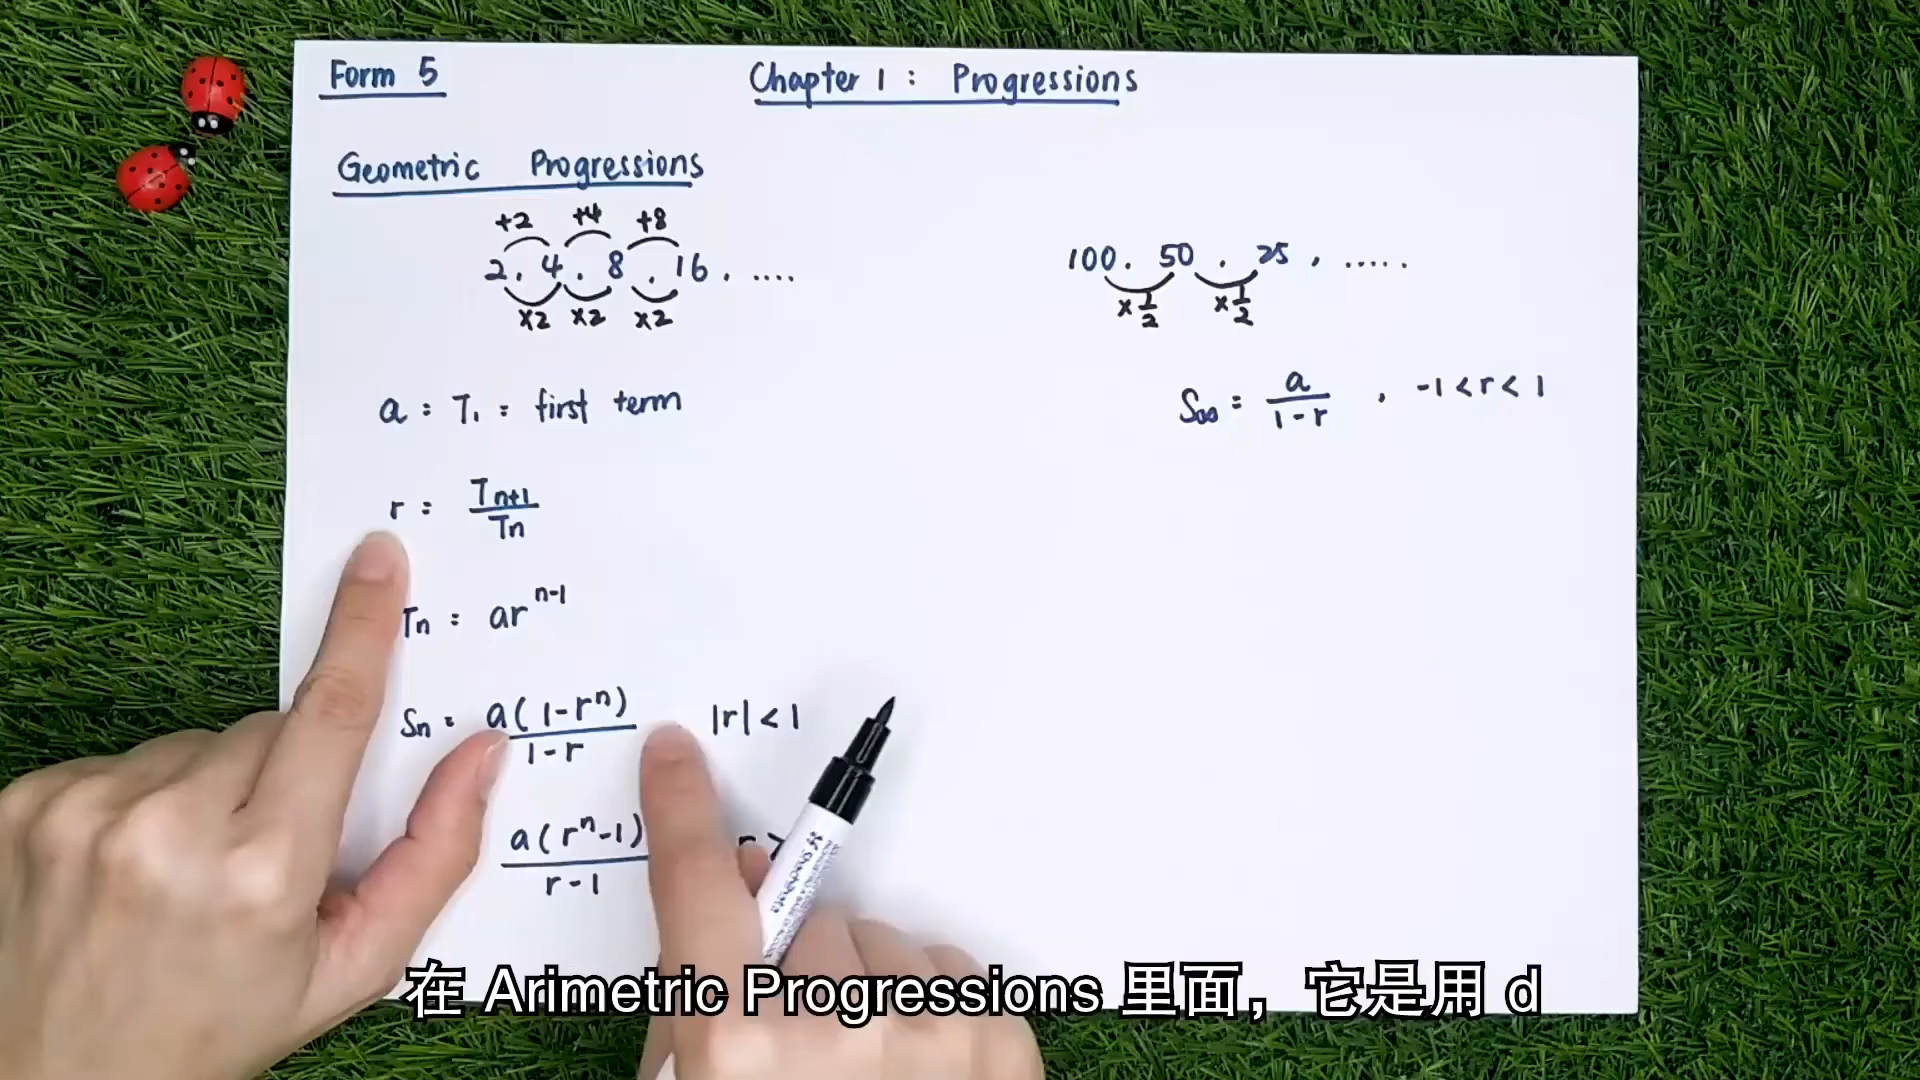 Form 5
Chapter 1 : Progressions
Geometric Progressions
+2 +4 +8
2, 4, 8, 16, ....
x2 x2 x2
100, 50, 25, .....
x 1/2 x 1/2
a = T₁ = first term
S∞ = a/(1-r) , -1 < r < 1
r = Tn+1/Tn
Tn = ar^(n-1)
Sn = a(1-r^n)/(1-r) |r| < 1
a(r^n-1)/(r-1) r >
在 Arimetric Progressions 里面，它是用 d